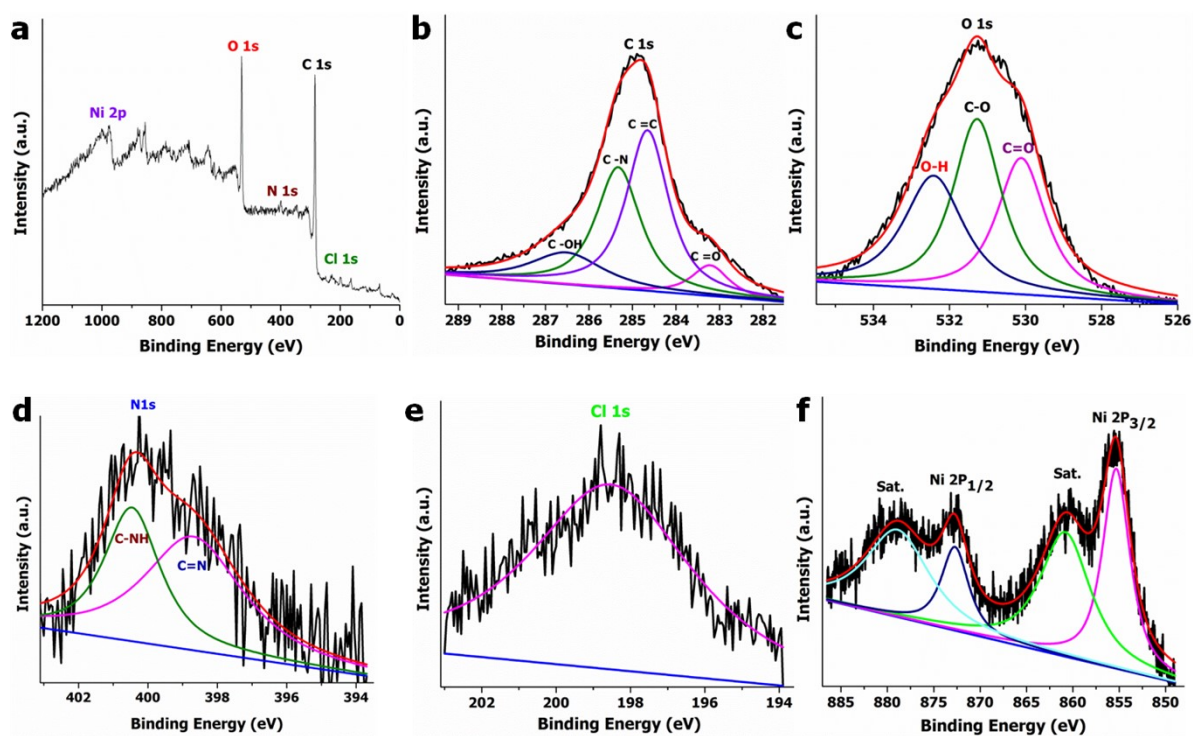 a
O 1s
C 1s
Ni 2p
N 1s
Cl 1s
Intensity (a.u.)
1200 1000 800 600 400 200 0
Binding Energy (eV)
b
C 1s
C =C
C -N
C -OH
C =O
Intensity (a.u.)
289 288 287 286 285 284 283 282
Binding Energy (eV)
c
O 1s
C-O
C=O
O-H
Intensity (a.u.)
534 532 530 528 526
Binding Energy (eV)
d
N1s
C-NH
C=N
Intensity (a.u.)
402 400 398 396 394
Binding Energy (eV)
e
Cl 1s
Intensity (a.u.)
202 200 198 196 194
Binding Energy (eV)
f
Ni 2P3/2
Ni 2P1/2
Sat.
Sat.
Intensity (a.u.)
885 880 875 870 865 860 855 850
Binding Energy (eV)